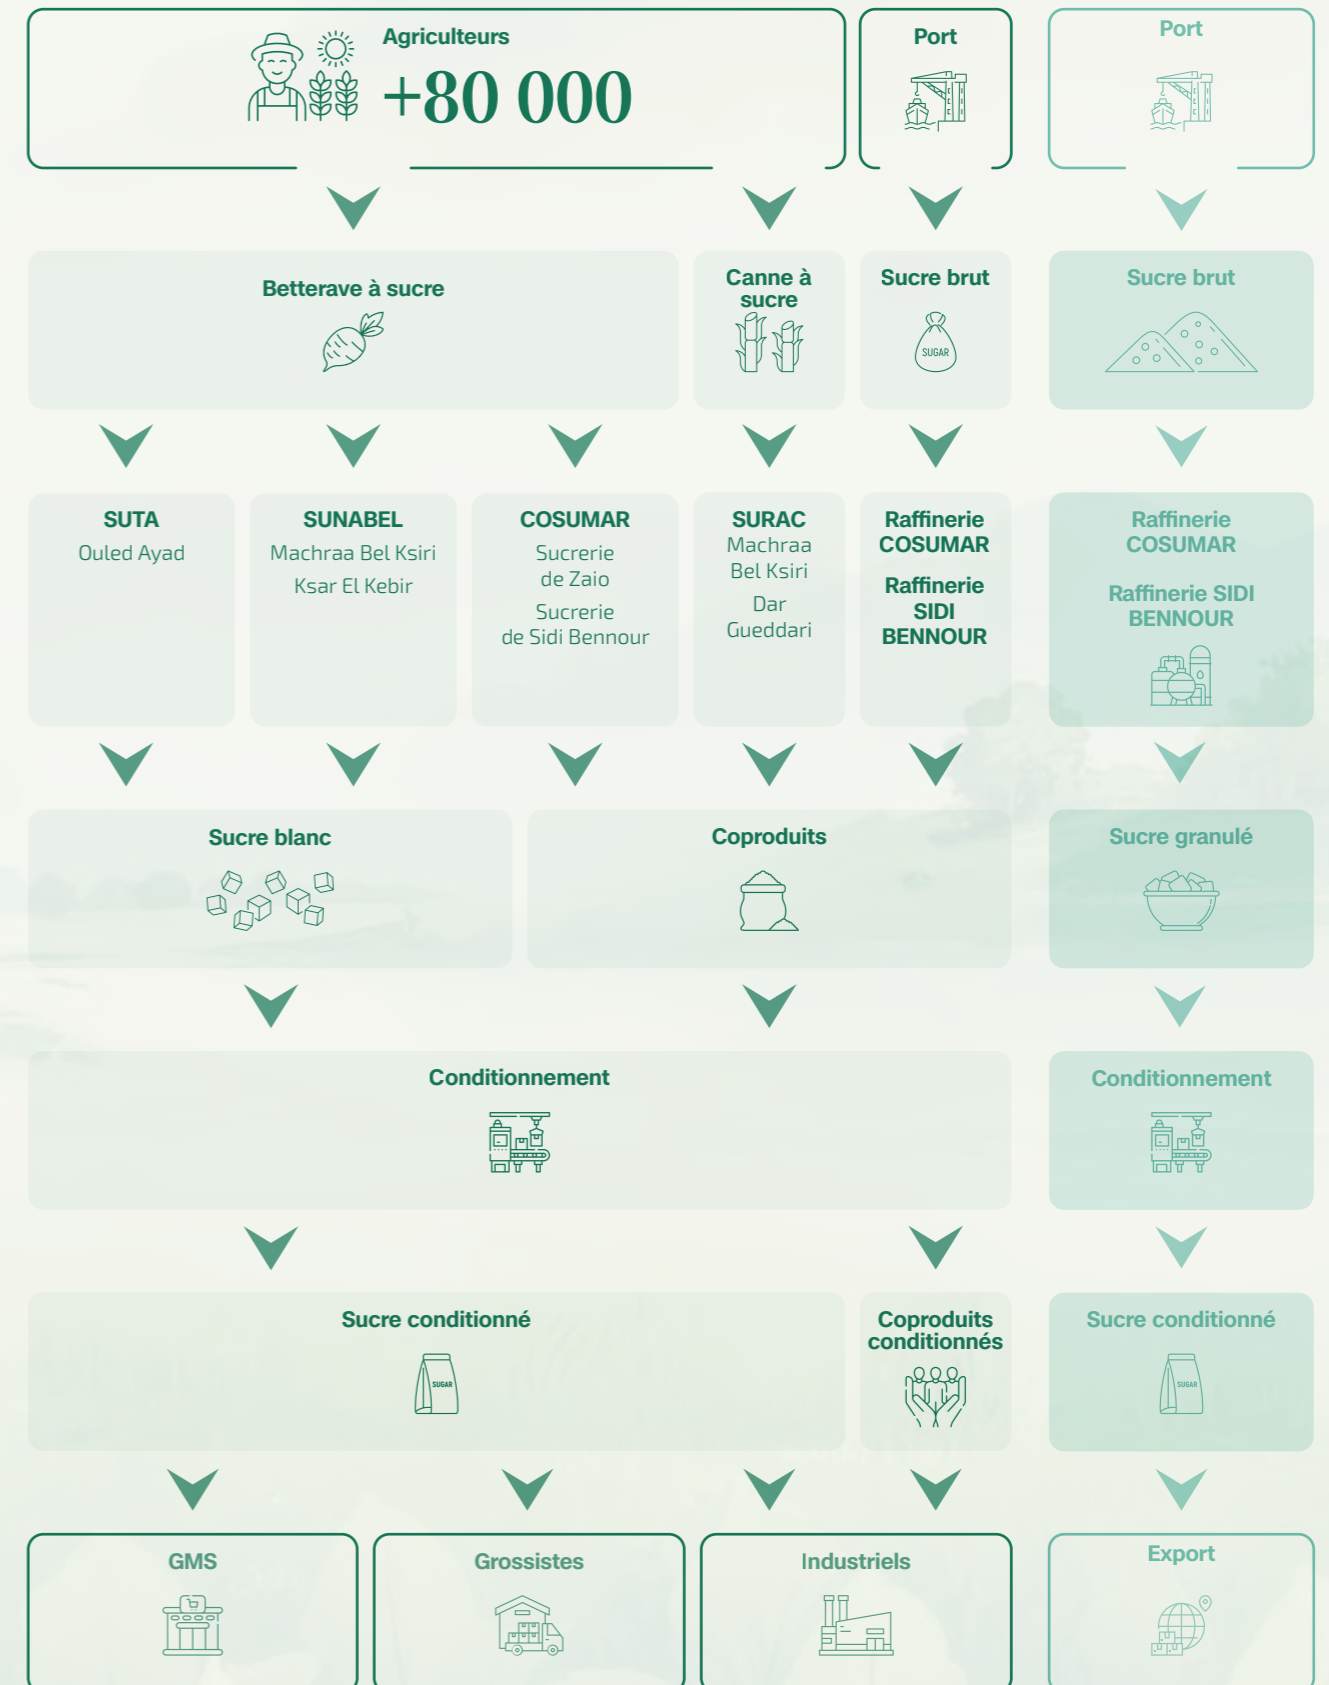 Agriculteurs
+80 000
Port
Port
Betterave à sucre
Canne à
sucre
Sucre brut
SUGAR
Sucre brut
SUTA
Ouled Ayad
SUNABEL
Machraa Bel Ksiri
Ksar El Kebir
COSUMAR
Sucrerie
de Zaio
Sucrerie
de Sidi Bennour
SURAC
Machraa
Bel Ksiri
Dar
Gueddari
Raffinerie
COSUMAR
Raffinerie
SIDI
BENNOUR
Raffinerie
COSUMAR
Raffinerie SIDI
BENNOUR
Sucre blanc
Coproduits
Sucre granulé
Conditionnement
Conditionnement
Sucre conditionné
SUGAR
Coproduits
conditionnés
Sucre conditionné
SUGAR
GMS
Grossistes
Industriels
Export